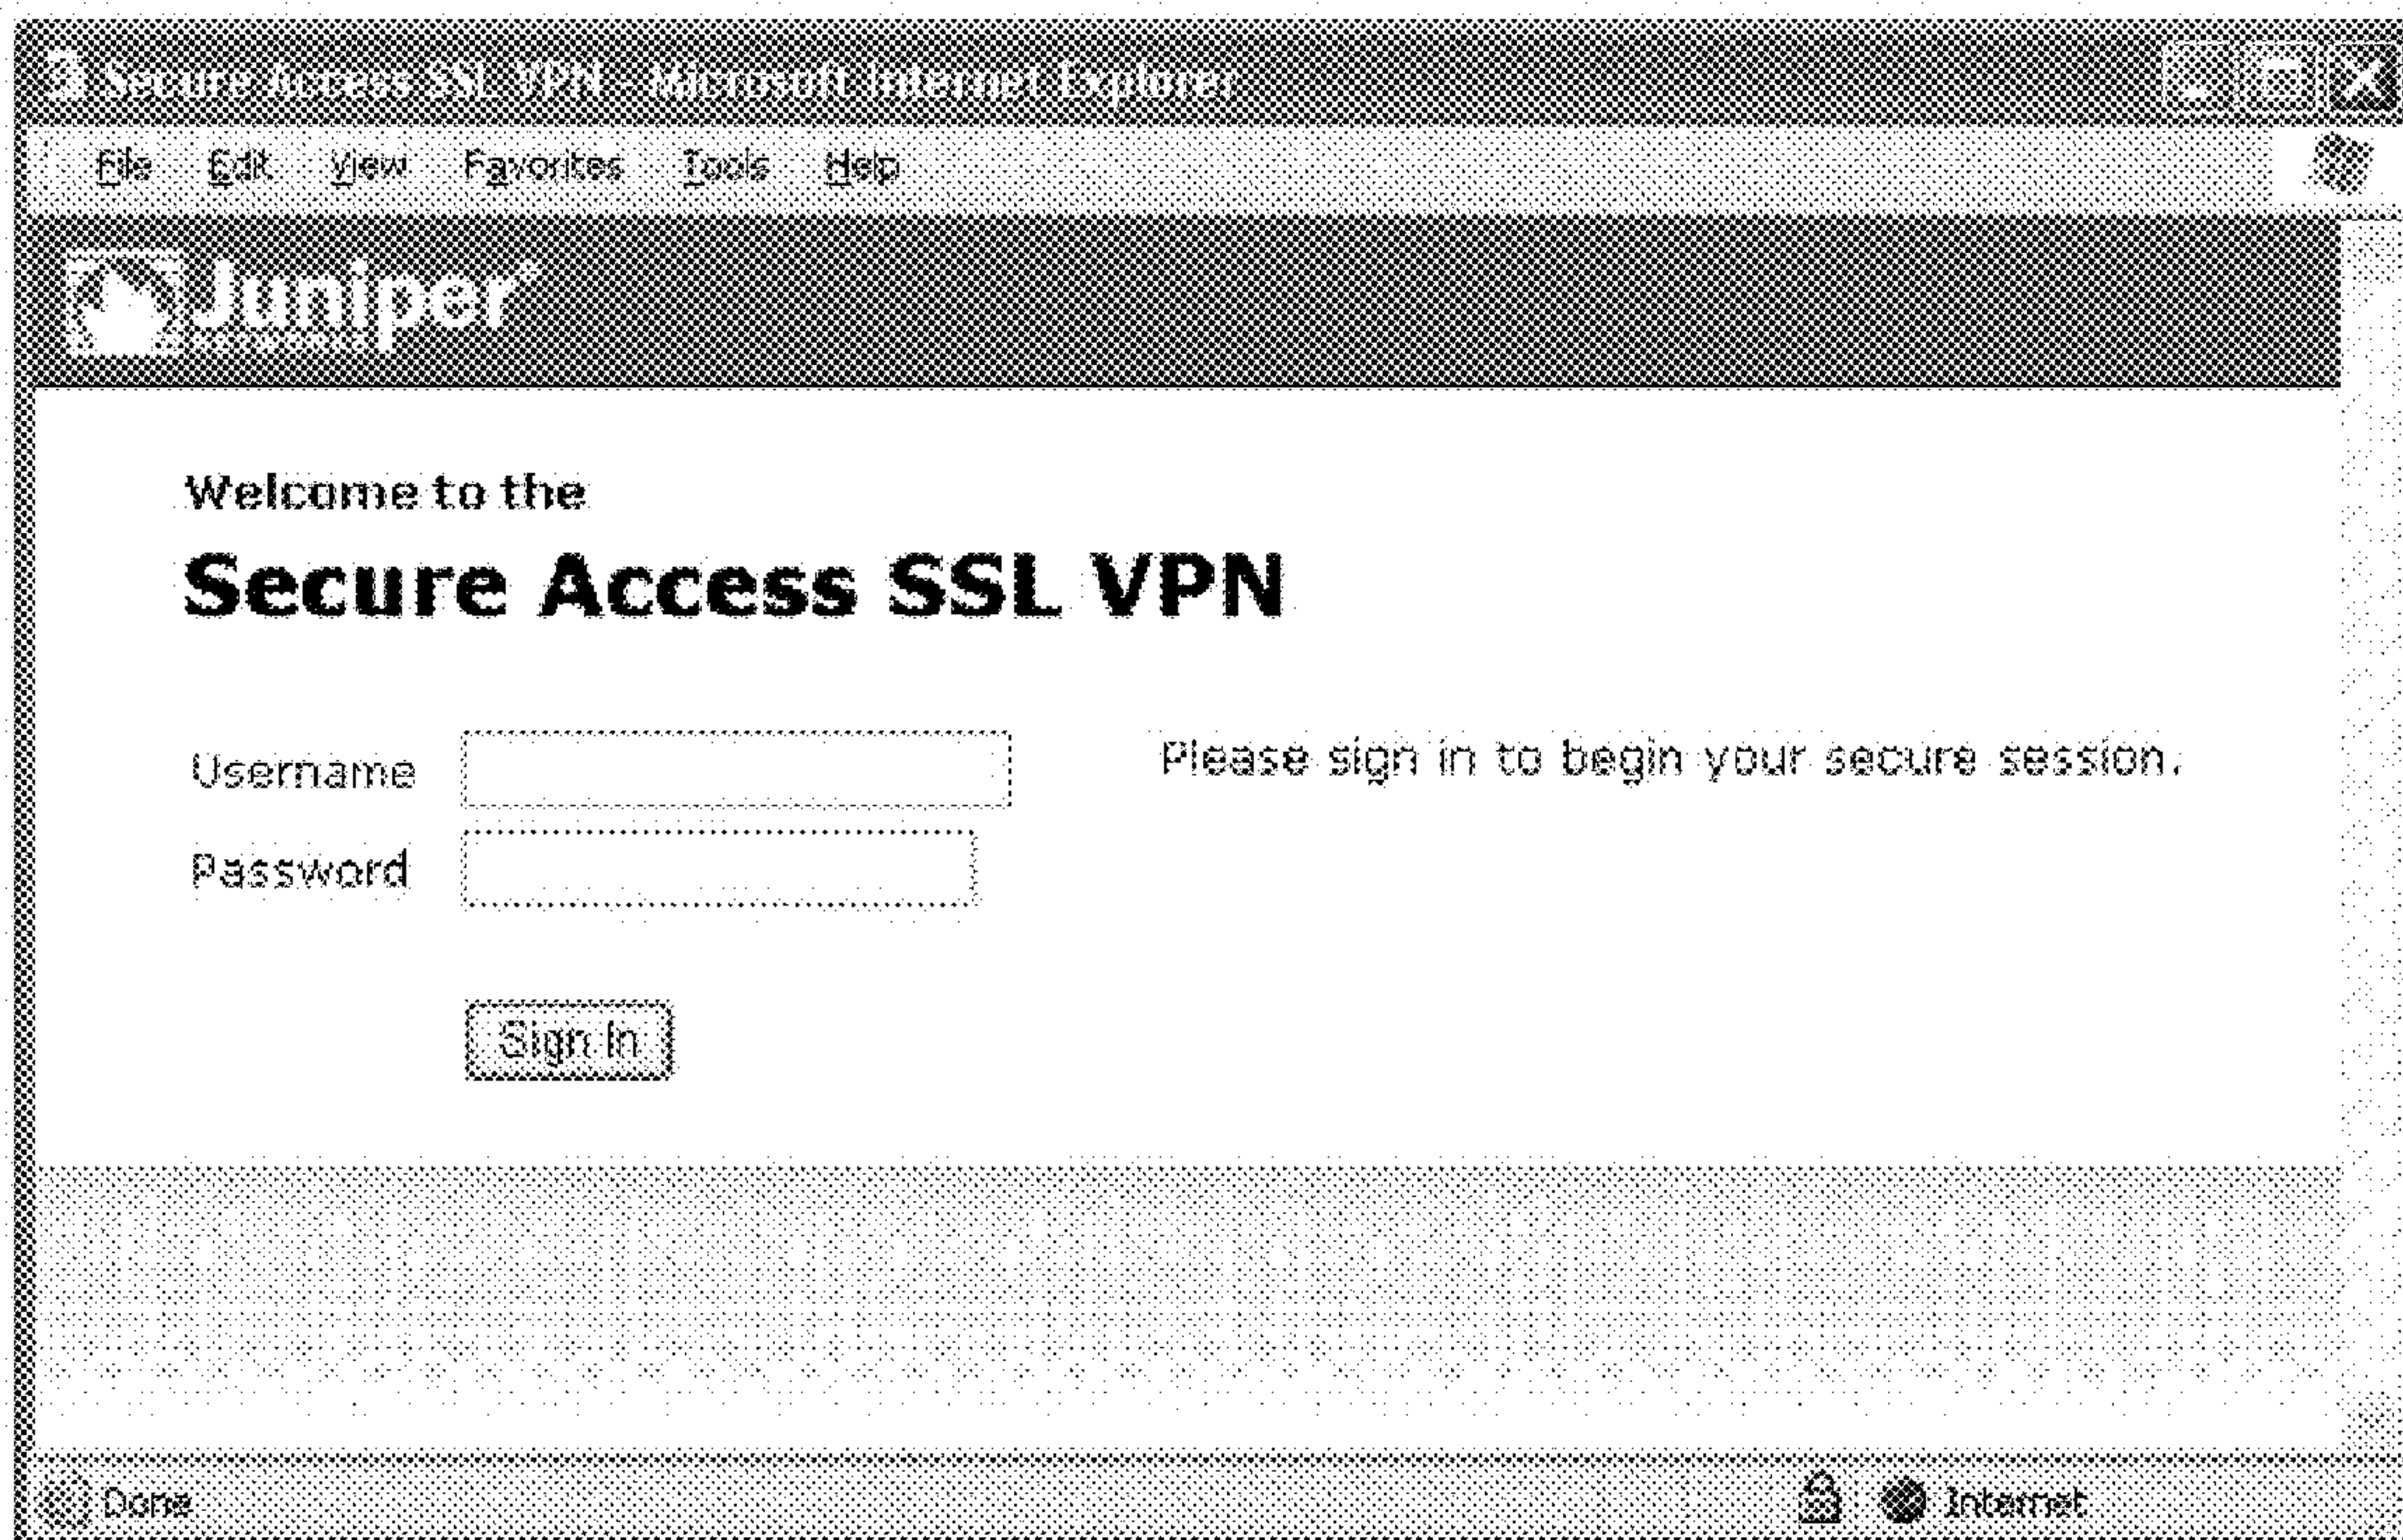 Secure Access SSL VPN - Microsoft Internet Explorer
File Edit View Favorites Tools Help
Juniper®
NETWORKS
Welcome to the
Secure Access SSL VPN
Username
Please sign in to begin your secure session.
Password
Sign In
Done
Internet